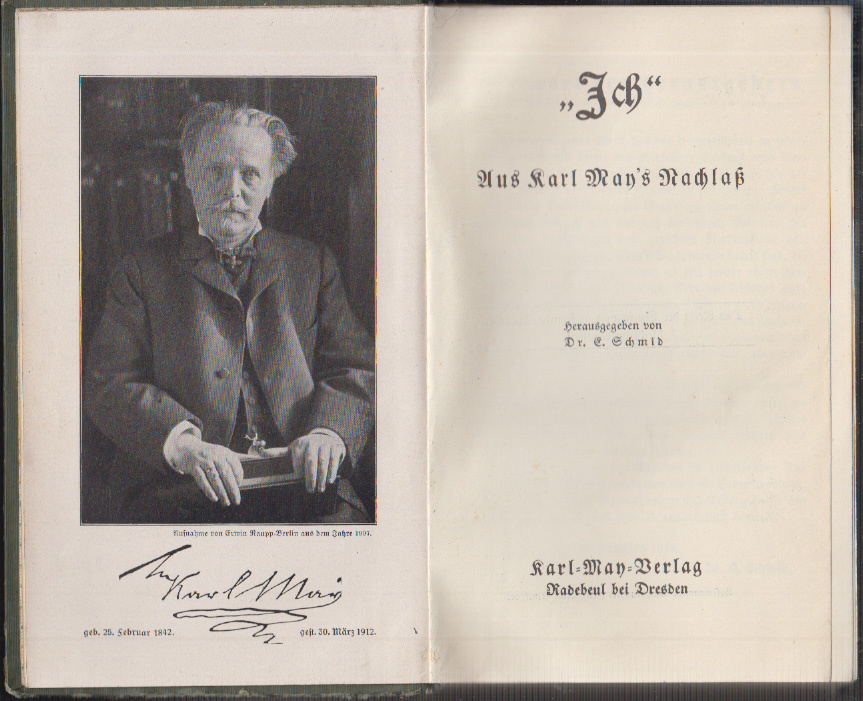 Aufnahme von Erwin Raupp-Berlin aus dem Jahre 1907.
Karl May
geb. 25. Februar 1842.
gest. 30. März 1912.
„Ich“
Aus Karl May's Nachlaß
Herausgegeben von
Dr. E. Schmid
Karl-May-Verlag
Radebeul bei Dresden